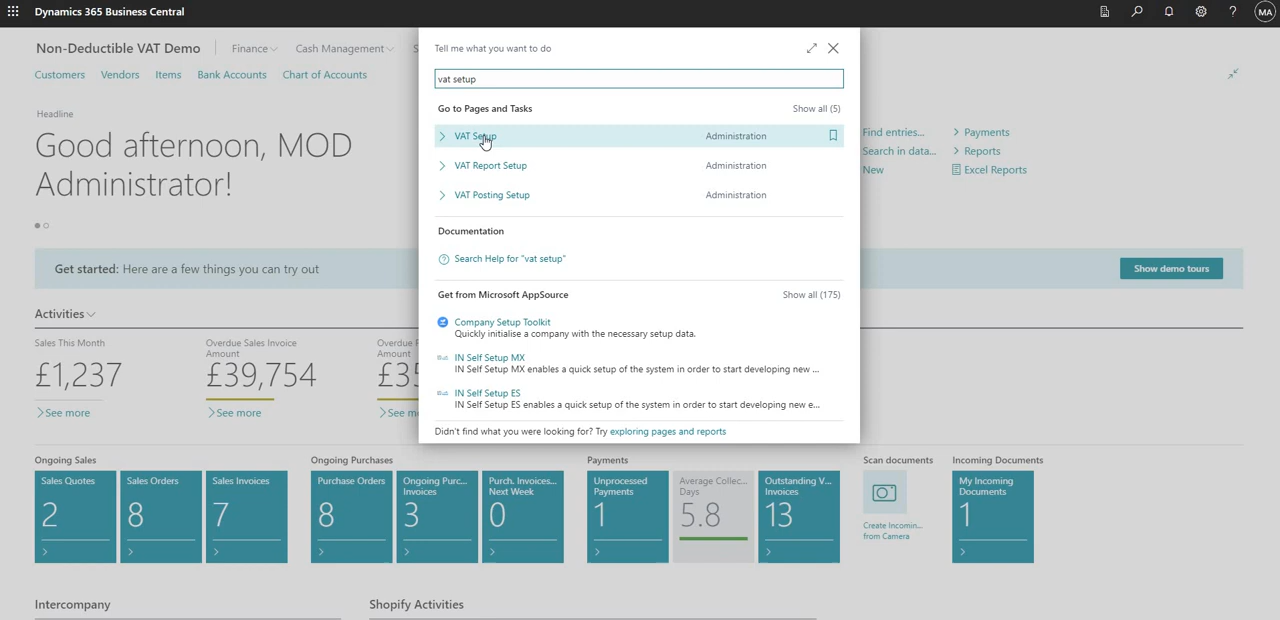 Dynamics 365 Business Central
MA
Non-Deductible VAT Demo
Finance
Cash Management
S
Customers
Vendors
Items
Bank Accounts
Chart of Accounts
Headline
Good afternoon, MOD
Administrator!
Get started: Here are a few things you can try out
Show demo tours
Activities
Sales This Month
£1,237
See more
Overdue Sales Invoice
Amount
£39,754
See more
Overdue P
Amount
£35
See m
Tell me what you want to do
vat setup
Go to Pages and Tasks
Show all (5)
VAT Setup
Administration
VAT Report Setup
Administration
VAT Posting Setup
Administration
Documentation
Search Help for "vat setup"
Get from Microsoft AppSource
Show all (175)
Company Setup Toolkit
Quickly initialise a company with the necessary setup data.
IN Self Setup MX
IN Self Setup MX enables a quick setup of the system in order to start developing new ...
IN Self Setup ES
IN Self Setup ES enables a quick setup of the system in order to start developing new e...
Didn't find what you were looking for? Try exploring pages and reports
Find entries...
Search in data...
New
Payments
Reports
Excel Reports
Ongoing Sales
Sales Quotes
2
Sales Orders
8
Sales Invoices
7
Ongoing Purchases
Purchase Orders
8
Ongoing Purc...
Invoices
3
Purch. Invoices...
Next Week
0
Payments
Unprocessed
Payments
1
Average Collec...
Days
5.8
Outstanding V...
Invoices
13
Scan documents
Create Incomin...
from Camera
Incoming Documents
My Incoming
Documents
1
Intercompany
Shopify Activities